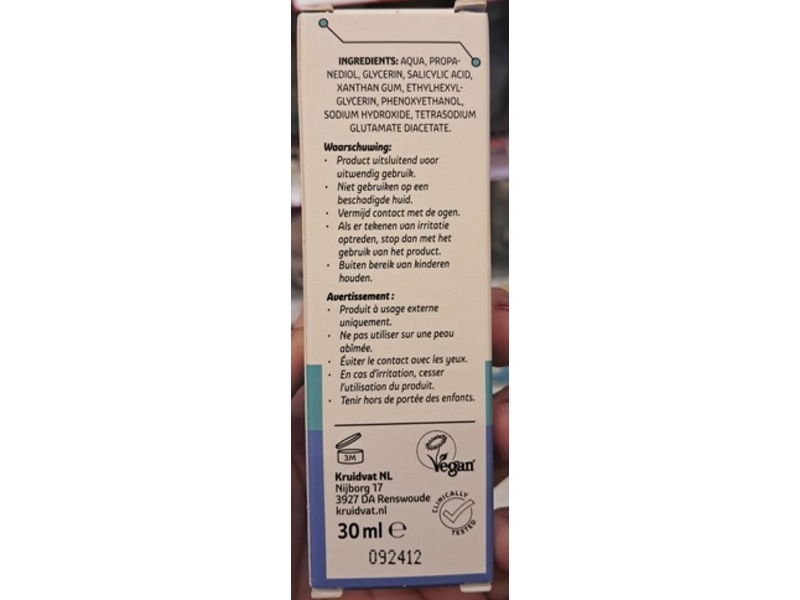 INGREDIENTS: AQUA, PROPA-
NEDIOL, GLYCERIN, SALICYLIC ACID,
XANTHAN GUM, ETHYLHEXYL-
GLYCERIN, PHENOXYETHANOL,
SODIUM HYDROXIDE, TETRASODIUM
GLUTAMATE DIACETATE.
Waarschuwing:
· Product uitsluitend voor
uitwendig gebruik.
· Niet gebruiken op een
beschadigde huid.
· Vermijd contact met de ogen.
· Als er tekenen van irritatie
optreden, stop dan met het
gebruik van het product.
· Buiten bereik van kinderen
houden.
Avertissement :
· Produit à usage externe
uniquement.
· Ne pas utiliser sur une peau
abîmée.
· Éviter le contact avec les yeux.
· En cas d'irritation, cesser
l'utilisation du produit.
· Tenir hors de portée des enfants.
3M
Vegan
Kruidvat NL
Nijborg 17
3927 DA Renswoude
kruidvat.nl
CLINICALLY
TESTED
30 ml ℮
092412